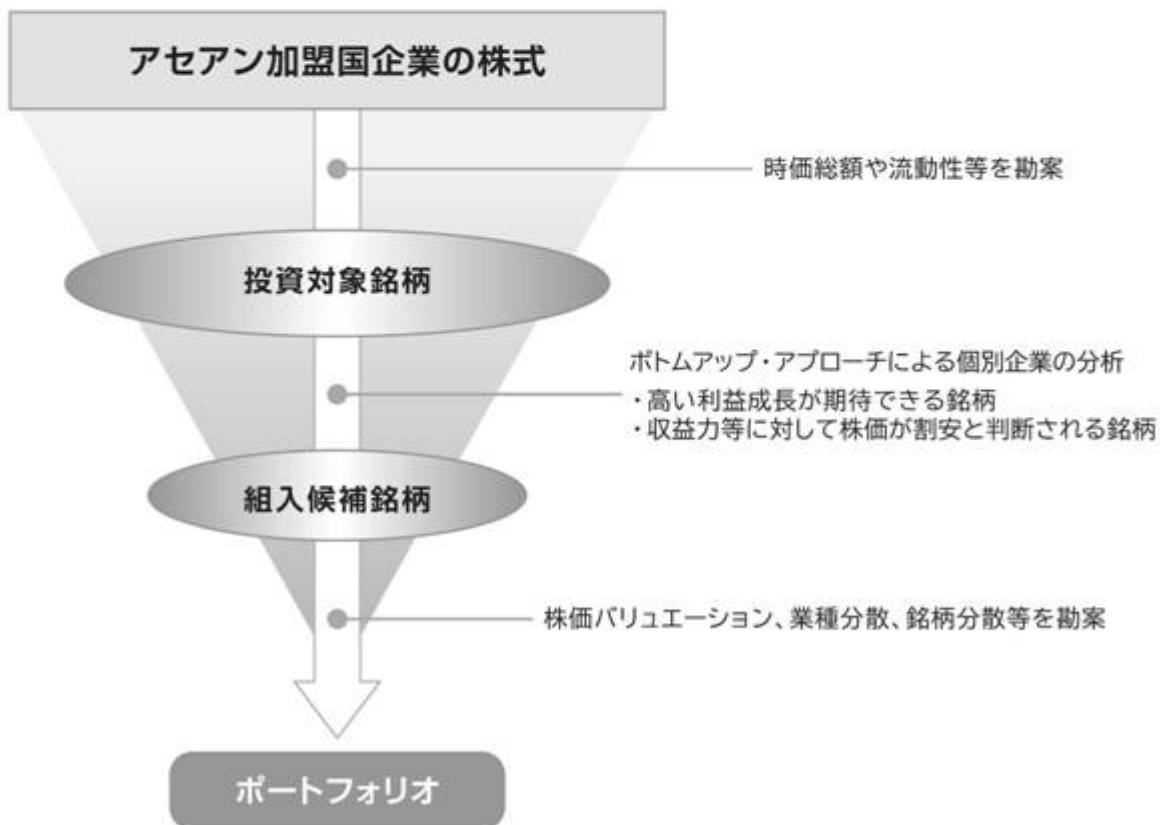 アセアン加盟国企業の株式
時価総額や流動性等を勘案
投資対象銘柄
ボトムアップ・アプローチによる個別企業の分析
・高い利益成長が期待できる銘柄
・収益力等に対して株価が割安と判断される銘柄
組入候補銘柄
株価バリュエーション、業種分散、銘柄分散等を勘案
ポートフォリオ